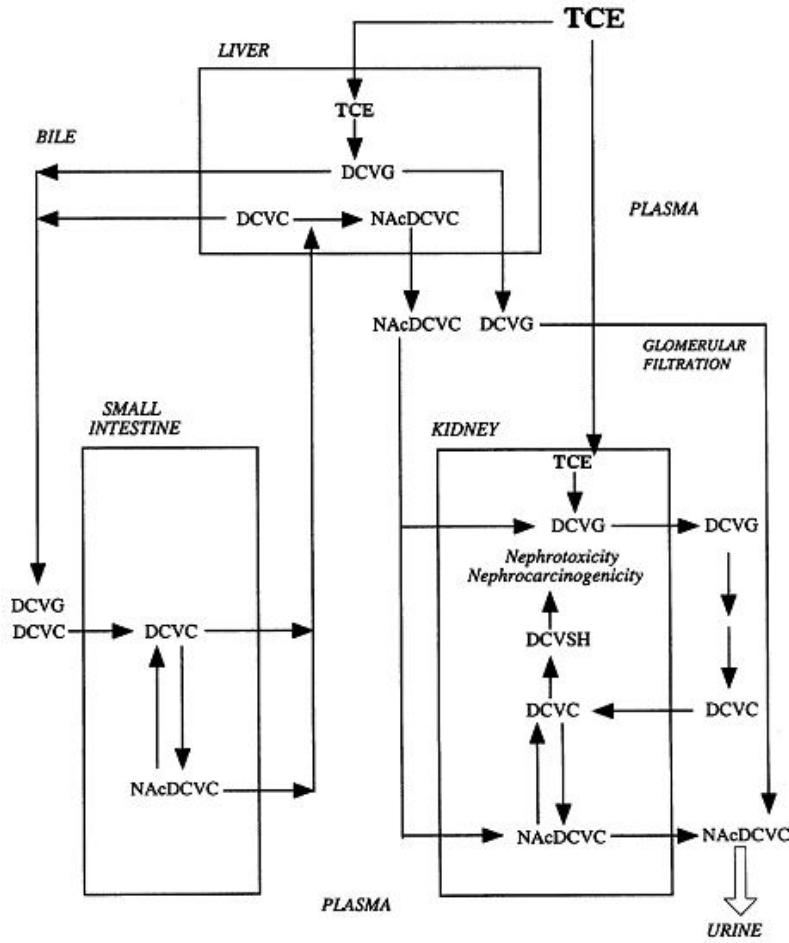 TCE
LIVER
TCE
BILE
DCVG
PLASMA
DCVC
NAcDCVC
NAcDCVC
DCVG
GLOMERULAR
FILTRATION
SMALL
INTESTINE
KIDNEY
TCE
DCVG
DCVG
Nephrotoxicity
Nephrocarcinogenicity
DCVG
DCVC
DCVC
DCVSH
DCVC
DCVC
NAcDCVC
NAcDCVC
NAcDCVC
PLASMA
URINE